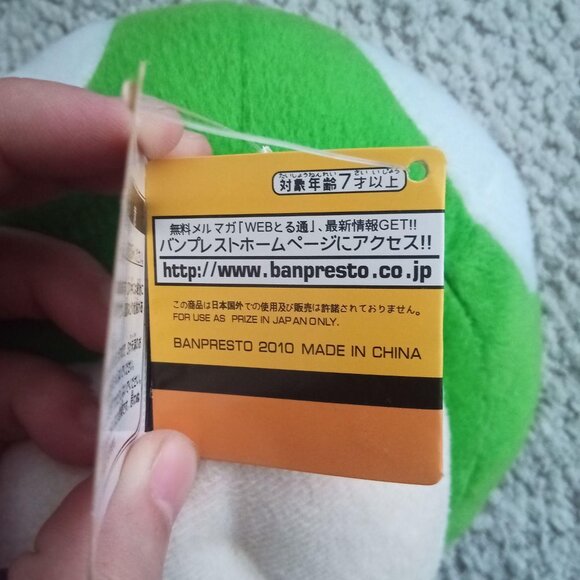 たいしょうねんれい さい いじょう
対象年齢7才以上
無料メルマガ「WEBとる通」、最新情報GET!!
バンプレストホームページにアクセス!!
http://www.banpresto.co.jp
この商品は日本国外での使用及び販売は許諾されておりません。
FOR USE AS PRIZE IN JAPAN ONLY.
BANPRESTO 2010 MADE IN CHINA